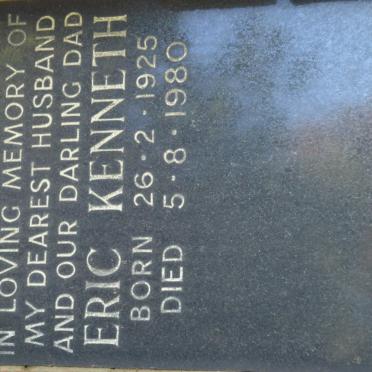 IN LOVING MEMORY OF
MY DEAREST HUSBAND
AND OUR DARLING DAD
ERIC KENNETH
BORN 26·2·1925
DIED 5·8·1980